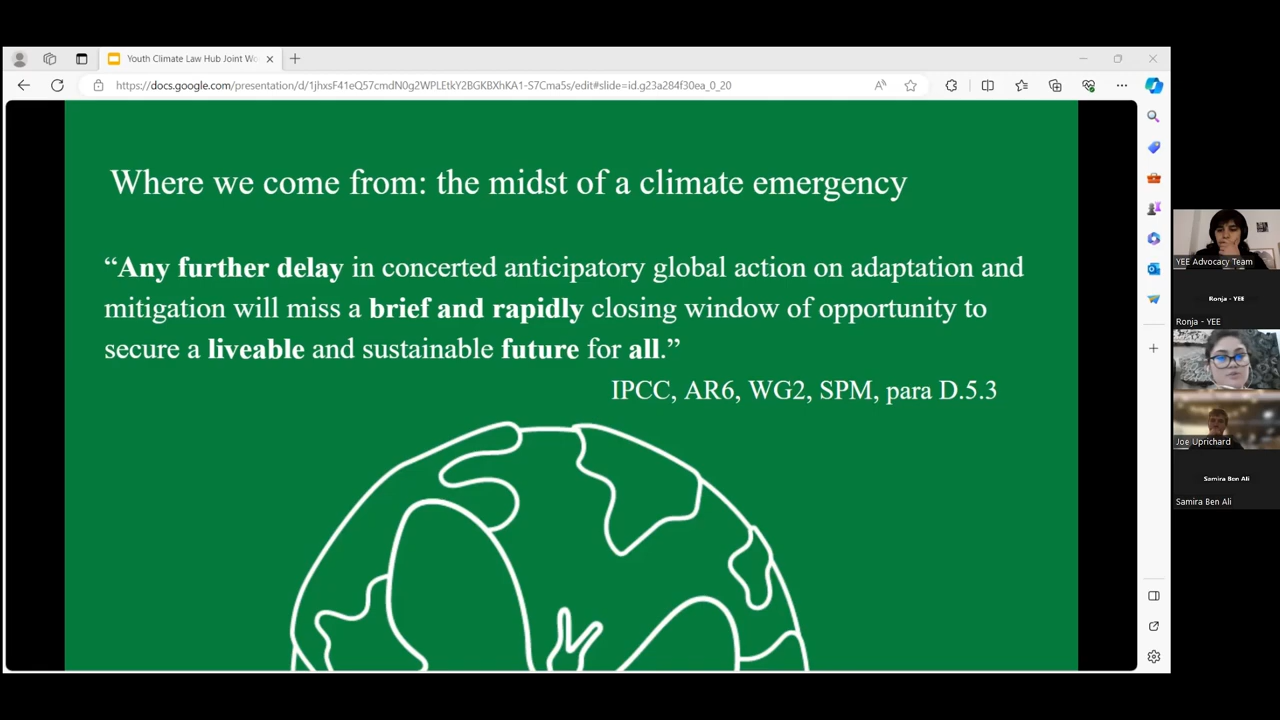 Youth Climate Law Hub Joint Wo
https://docs.google.com/presentation/d/1jhxsF41eQ57cmdN0g2WPLEtkY2BGKBXhKA1-S7Cma5s/edit#slide=id.g23a284f30ea_0_20
Where we come from: the midst of a climate emergency
“Any further delay in concerted anticipatory global action on adaptation and
mitigation will miss a brief and rapidly closing window of opportunity to
secure a liveable and sustainable future for all.”
IPCC, AR6, WG2, SPM, para D.5.3
YEE Advocacy Team
Ronja - YEE
Ronja - YEE
Joe Uprichard
Samira Ben Ali
Samira Ben Ali